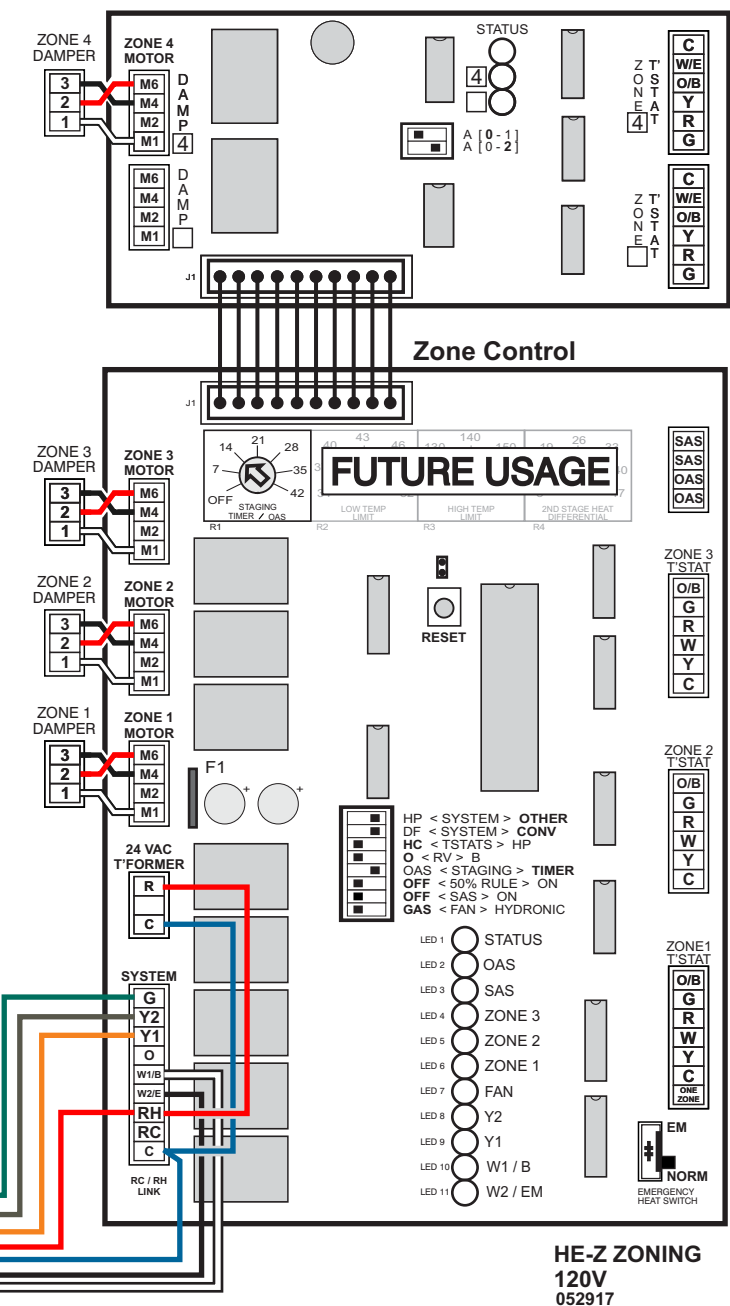 ZONE 4
DAMPER
3
2
1
ZONE 4
MOTOR
M6
M4
M2
M1
DAMP
4
M6
M4
M2
M1
DAMP
STATUS
4
A [ 0 - 1 ]
A [ 0 - 2 ]
ZONE
4
T'STAT
C
W/E
O/B
Y
R
G
ZONE
T'STAT
C
W/E
O/B
Y
R
G
J1
Zone Control
J1
14
21
28
7
35
OFF
42
STAGING
TIMER / OAS
R1
FUTURE USAGE
40
43
46
140
26
LOW TEMP
LIMIT
R2
HIGH TEMP
LIMIT
R3
2ND STAGE HEAT
DIFFERENTIAL
R4
SAS
SAS
OAS
OAS
ZONE 3
DAMPER
3
2
1
ZONE 3
MOTOR
M6
M4
M2
M1
RESET
ZONE 3
T'STAT
O/B
G
R
W
Y
C
ZONE 2
DAMPER
3
2
1
ZONE 2
MOTOR
M6
M4
M2
M1
ZONE 1
DAMPER
3
2
1
ZONE 1
MOTOR
M6
M4
M2
M1
F1
+
+
ZONE 2
T'STAT
O/B
G
R
W
Y
C
HP < SYSTEM > OTHER
DF < SYSTEM > CONV
HC < TSTATS > HP
O < RV > B
OAS < STAGING > TIMER
OFF < 50% RULE > ON
OFF < SAS > ON
GAS < FAN > HYDRONIC
24 VAC
T'FORMER
R
C
LED 1 STATUS
LED 2 OAS
LED 3 SAS
LED 4 ZONE 3
LED 5 ZONE 2
LED 6 ZONE 1
LED 7 FAN
LED 8 Y2
LED 9 Y1
LED 10 W1 / B
LED 11 W2 / EM
ZONE1
T'STAT
O/B
G
R
W
Y
C
ONE
ZONE
SYSTEM
G
Y2
Y1
O
W1/B
W2/E
RH
RC
C
RC / RH
LINK
EM
NORM
EMERGENCY
HEAT SWITCH
HE-Z ZONING
120V
052917